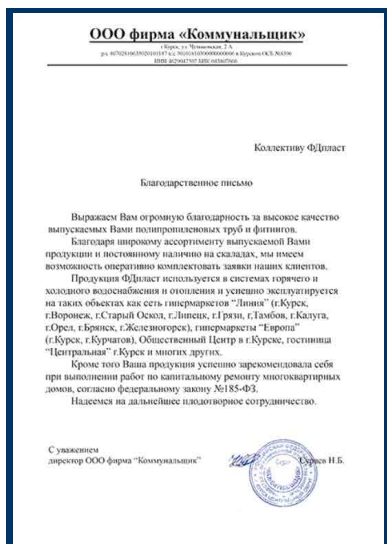 ООО фирма «Коммунальщик»
Коллективу ФДпласт
Благодарственное письмо
Выражаем Вам огромную благодарность за высокое качество
выпускаемых Вами полипропиленовых труб и фитингов.
Благодаря широкому ассортименту выпускаемой Вами
продукции и постоянному наличию на скаладах, мы имеем
возможность оперативно комплектовать заявки наших клиентов.
Продукция ФДпласт используется в системах горячего и
холодного водоснабжения и отопления и успешно эксплуатируется
на таких объектах как сеть гипермаркетов “Линия” (г.Курск,
г.Воронеж, г.Старый Оскол, г.Липецк, г.Грязи, г,Тамбов, г.Калуга,
г.Орел, г.Брянск, г.Железногорск), гипермаркеты “Европа”
(г.Курск, г.Курчатов), Общественный Центр в г.Курске, гостиница
“Центральная” г.Курск и многих других.
Кроме того Ваша продукция успешно зарекомендовала себя
при выполнении работ по капитальному ремонту многоквартирных
домов, согласно федеральному закону №185-ФЗ.
Надеемся на дальнейшее плодотворное сотрудничество.
С уважением
директор ООО фирма “Коммунальщик”
Н.Б.